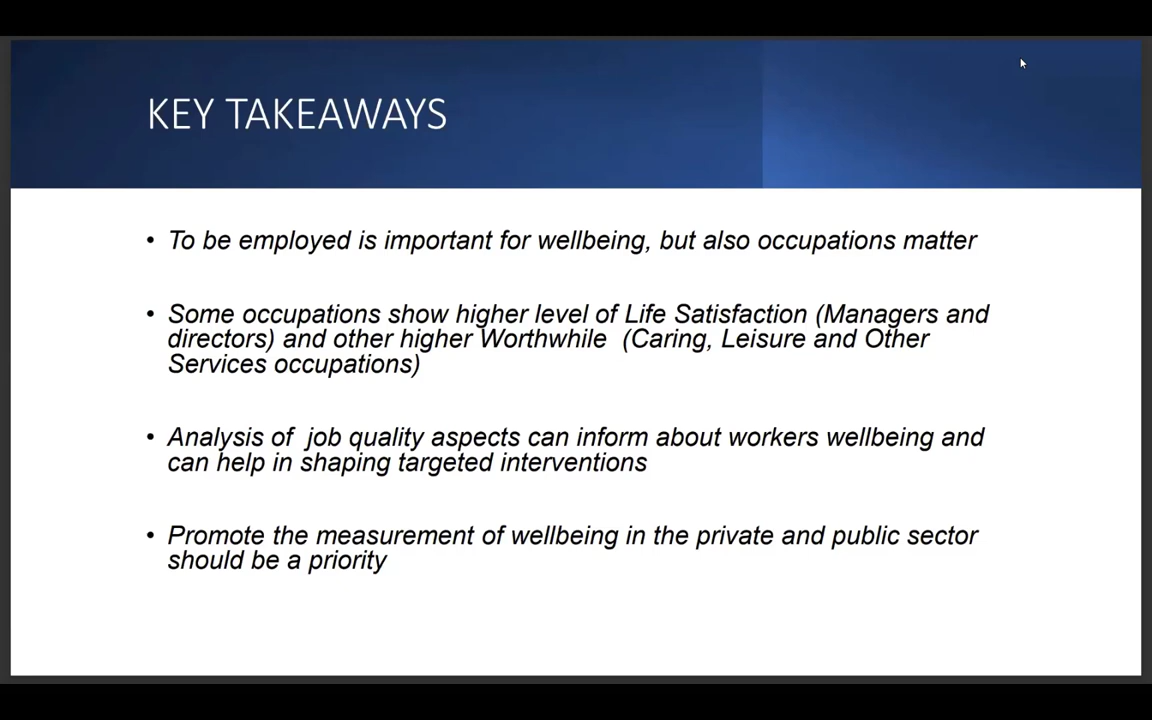 KEY TAKEAWAYS
• To be employed is important for wellbeing, but also occupations matter
• Some occupations show higher level of Life Satisfaction (Managers and
directors) and other higher Worthwhile  (Caring, Leisure and Other
Services occupations)
• Analysis of  job quality aspects can inform about workers wellbeing and
can help in shaping targeted interventions
• Promote the measurement of wellbeing in the private and public sector
should be a priority